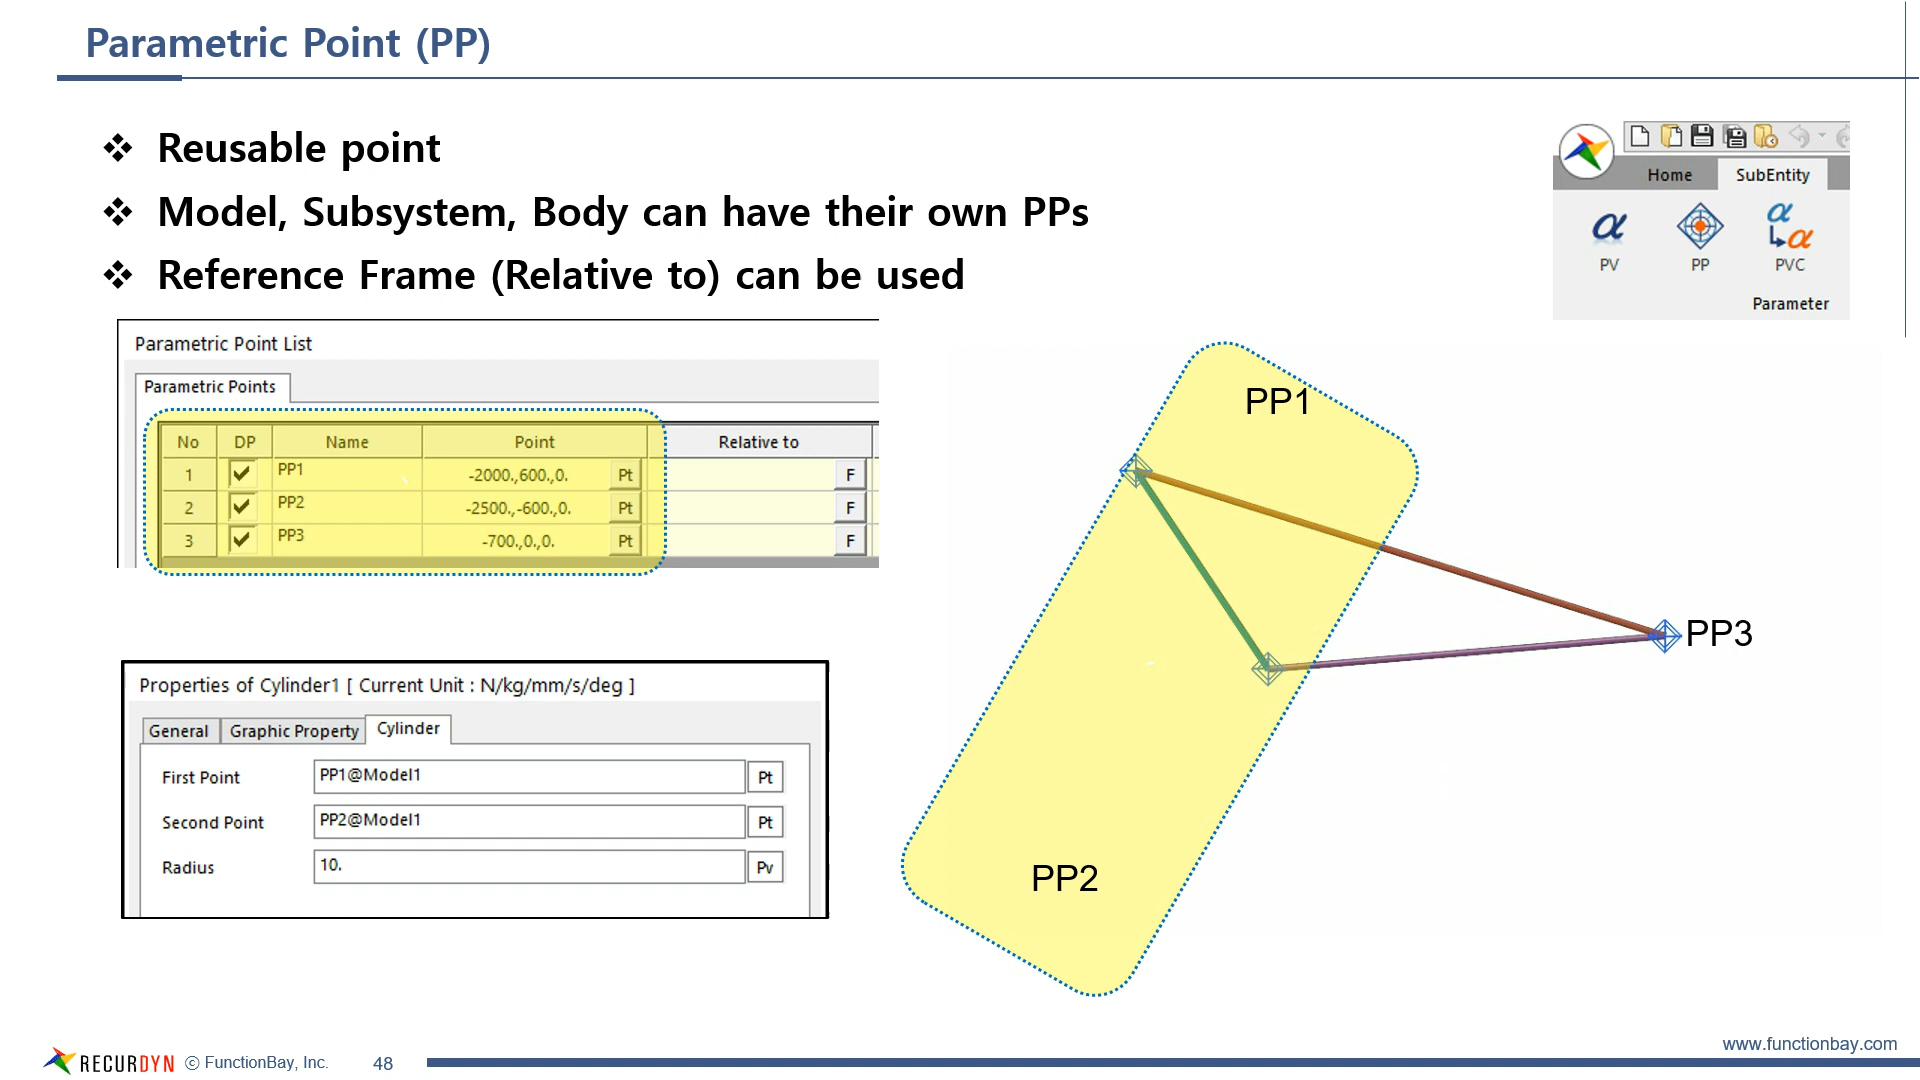 Parametric Point (PP)
❖ Reusable point
❖ Model, Subsystem, Body can have their own PPs
❖ Reference Frame (Relative to) can be used
Home SubEntity
α α α
PV PP PVC
Parameter
Parametric Point List
Parametric Points
No DP Name Point Relative to
1 PP1 -2000.,600.,0. Pt F
2 PP2 -2500.,-600.,0. Pt F
3 PP3 -700.,0.,0. Pt F
Properties of Cylinder1 [ Current Unit : N/kg/mm/s/deg ]
General Graphic Property Cylinder
First Point PP1@Model1 Pt
Second Point PP2@Model1 Pt
Radius 10. Pv
PP1
PP3
PP2
RECURDYN © FunctionBay, Inc. 48
www.functionbay.com